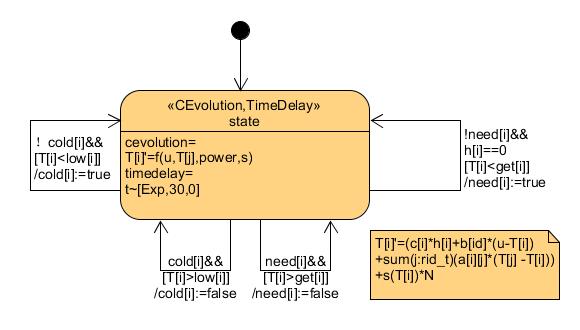 «CEvolution,TimeDelay»
state
cevolution=
T[i]'=f(u,T[j],power,s)
timedelay=
t~[Exp,30,0]
! cold[i]&&
[T[i]<low[i]]
/cold[i]:=true
!need[i]&&
h[i]==0
[T[i]<get[i]]
/need[i]:=true
cold[i]&&
[T[i]>low[i]]
/cold[i]:=false
need[i]&&
[T[i]>get[i]]
/need[i]:=false
T[i]'=(c[i]*h[i]+b[id]*(u-T[i])
+sum(j:rid_t)(a[i][j]*(T[j] -T[i]))
+s(T[i])*N